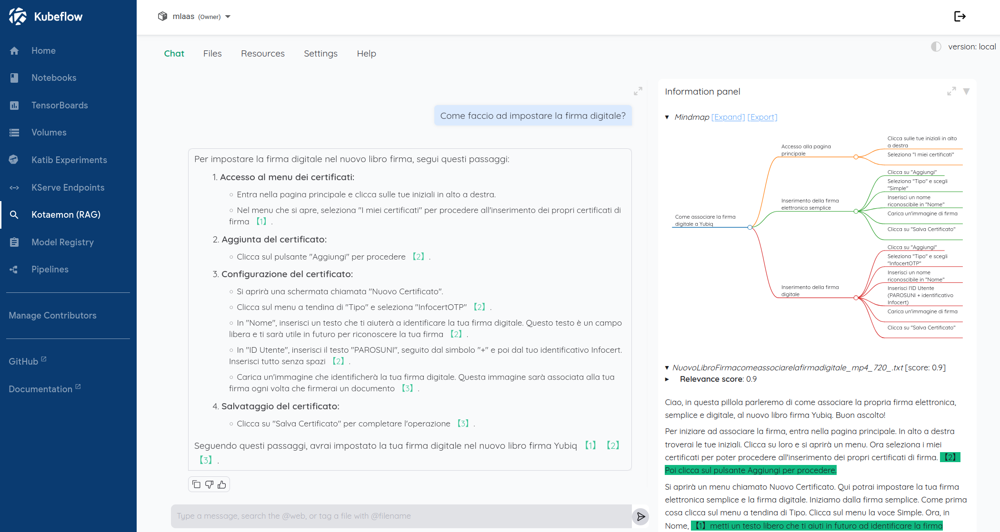 Kubeflow
mlaas (Owner)
Home
Notebooks
TensorBoards
Volumes
Katib Experiments
KServe Endpoints
Kotaemon (RAG)
Model Registry
Pipelines
Manage Contributors
GitHub
Documentation
Chat Files Resources Settings Help
version: local
Come faccio ad impostare la firma digitale?
Per impostare la firma digitale nel nuovo libro firma, segui questi passaggi:
1. Accesso al menu dei certificati:
○ Entra nella pagina principale e clicca sulle tue iniziali in alto a destra.
○ Nel menu che si apre, seleziona "I miei certificati" per procedere all'inserimento dei propri certificati di
firma 【1】 .
2. Aggiunta del certificato:
○ Clicca sul pulsante "Aggiungi" per procedere 【2】 .
3. Configurazione del certificato:
○ Si aprirà una schermata chiamata "Nuovo Certificato".
○ Clicca sul menu a tendina di "Tipo" e seleziona "InfocertOTP" 【2】 .
○ In "Nome", inserisci un testo che ti aiuterà a identificare la tua firma digitale. Questo testo è un campo
libera e ti sarà utile in futuro per riconoscere la tua firma 【2】 .
○ In "ID Utente", inserisci il testo "PAROSUNI", seguito dal simbolo "+" e poi dal tuo identificativo Infocert.
Inserisci tutto senza spazi 【2】 .
○ Carica un'immagine che identificherà la tua firma digitale. Questa immagine sarà associata alla tua
firma ogni volta che firmerai un documento 【3】 .
4. Salvataggio del certificato:
○ Clicca su "Salva Certificato" per completare l'operazione 【3】 .
Seguendo questi passaggi, avrai impostato la tua firma digitale nel nuovo libro firma Yubiq 【1】 【2】
【3】 .
Type a message, search the @web, or tag a file with @filename
Information panel
▼ Mindmap [Expand] [Export]
Come associare la firma
digitale a Yubiq
Accesso alla pagina
principale
Clicca sulle tue iniziali in alto
a destra
Seleziona "I miei certificati"
Inserimento della firma
elettronica semplice
Clicca su "Aggiungi"
Seleziona "Tipo" e scegli
"Simple"
Inserisci un nome
riconoscibile in "Nome"
Carica un'immagine di firma
Clicca su "Salva Certificato"
Inserimento della firma
digitale
Clicca su "Aggiungi"
Seleziona "Tipo" e scegli
"InfocertOTP"
Inserisci un nome
riconoscibile in "Nome"
Inserisci l'ID Utente
(PAROSUNI + identificativo
Infocert)
Carica un'immagine di firma
Clicca su "Salva Certificato"
▼ NuovoLibroFirmacomeassociarelafirmadigitale_mp4_720_.txt [score: 0.9]
► Relevance score: 0.9
Ciao, in questa pillola parleremo di come associare la propria firma elettronica,
semplice e digitale, al nuovo libro firma Yubiq. Buon ascolto!
Per iniziare ad associare la firma, entra nella pagina principale. In alto a destra
troverai le tue iniziali. Clicca su loro e si aprirà un menu. Ora seleziona i miei
certificati per poter procedere all'inserimento dei propri certificati di firma. 【2】
Poi clicca sul pulsante Aggiungi per procedere.
Si aprirà un menu chiamato Nuovo Certificato. Qui potrai impostare la tua firma
elettronica semplice e la firma digitale. Iniziamo dalla firma semplice. Come prima
cosa clicca sul menu a tendina di Tipo. Clicca sul menu la voce Simple. Ora, in
Nome, 【1】 metti un testo libero che ti aiuti in futuro ad identificare la firma